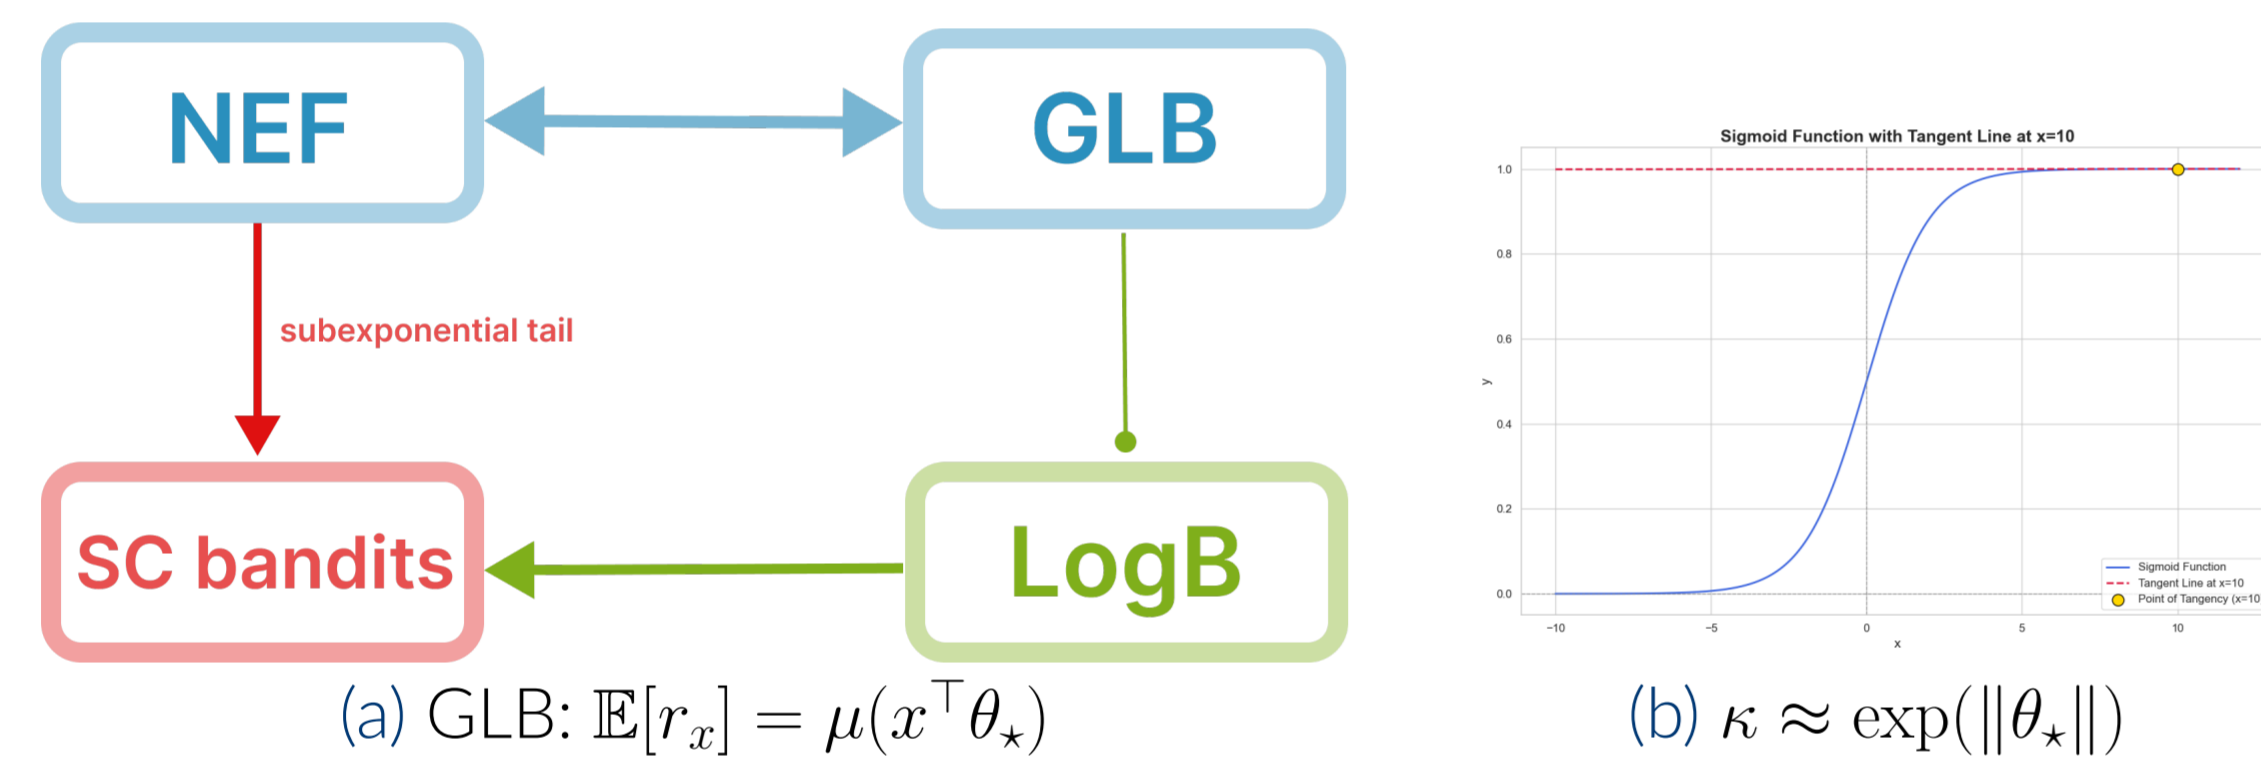 NEF
GLB
subexponential tail
SC bandits
LogB
(a) GLB: 𝔼[r_x] = μ(x^⊤θ_⋆)
Sigmoid Function with Tangent Line at x=10
1.0
0.8
0.6
0.4
0.2
0.0
y
−10
−5
0
5
10
x
Sigmoid Function
Tangent Line at x=10
Point of Tangency (x=10
(b) κ ≈ exp(‖θ_⋆‖)